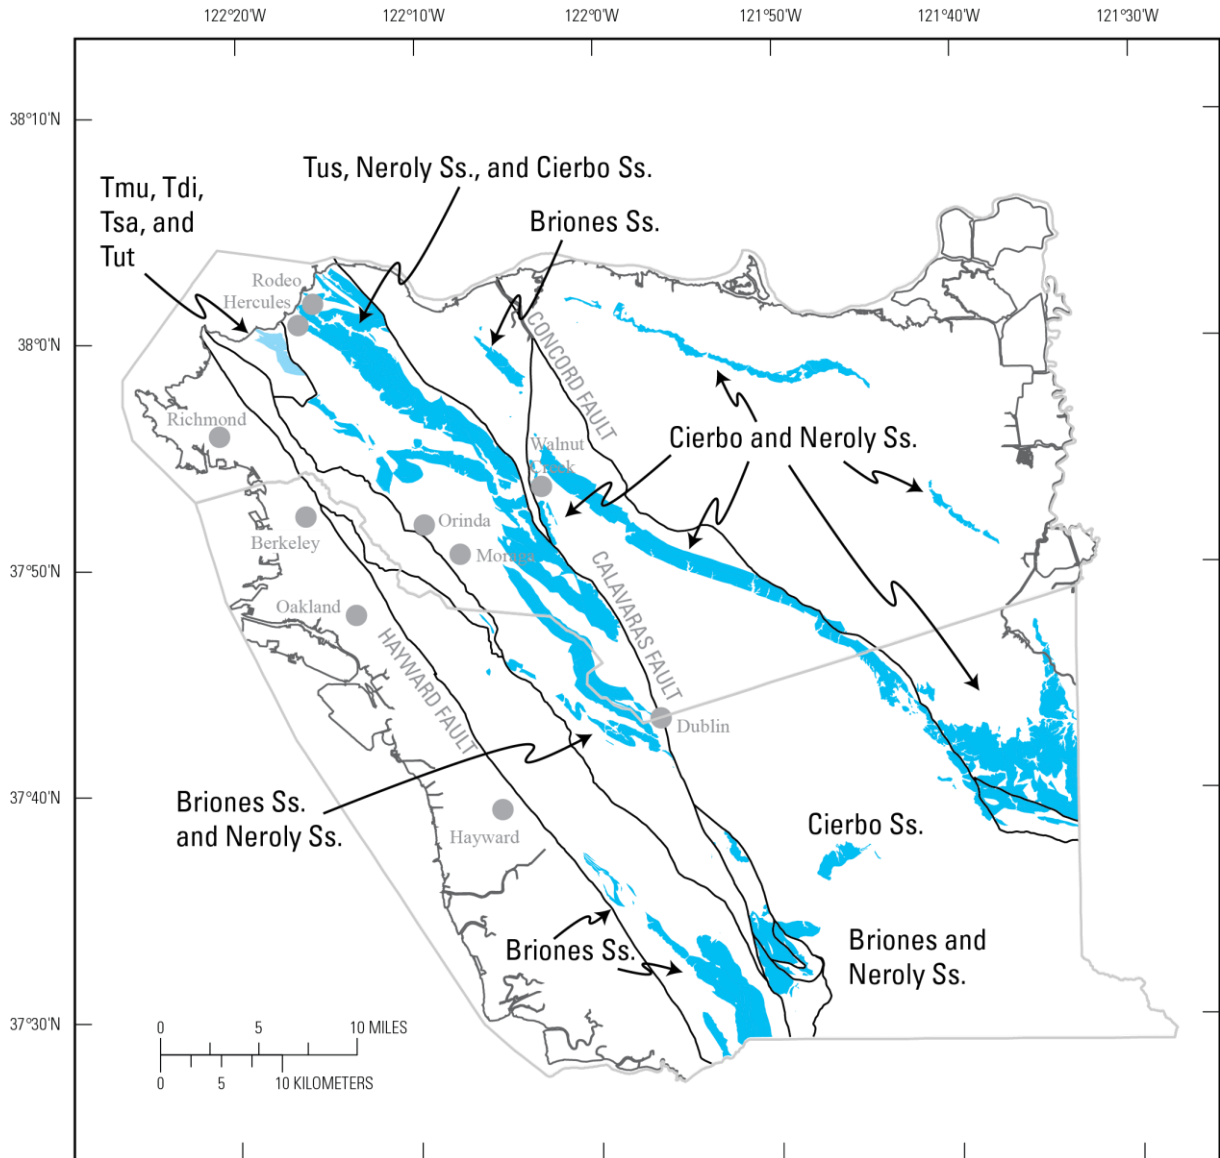 122°20'W 122°10'W 122°0'W 121°50'W 121°40'W 121°30'W
38°10'N
Tus, Neroly Ss., and Cierbo Ss.
Tmu, Tdi,
Tsa, and
Tut
Briones Ss.
Rodeo
Hercules
CONCORD FAULT
38°0'N
Richmond
Walnut
Creek
Cierbo and Neroly Ss.
Orinda
Berkeley
Moraga
37°50'N
CALAVARAS FAULT
Oakland
HAYWARD FAULT
Dublin
37°40'N
Briones Ss.
and Neroly Ss.
Hayward
Cierbo Ss.
Briones Ss.
Briones and
Neroly Ss.
37°30'N
0 5 10 MILES
0 5 10 KILOMETERS